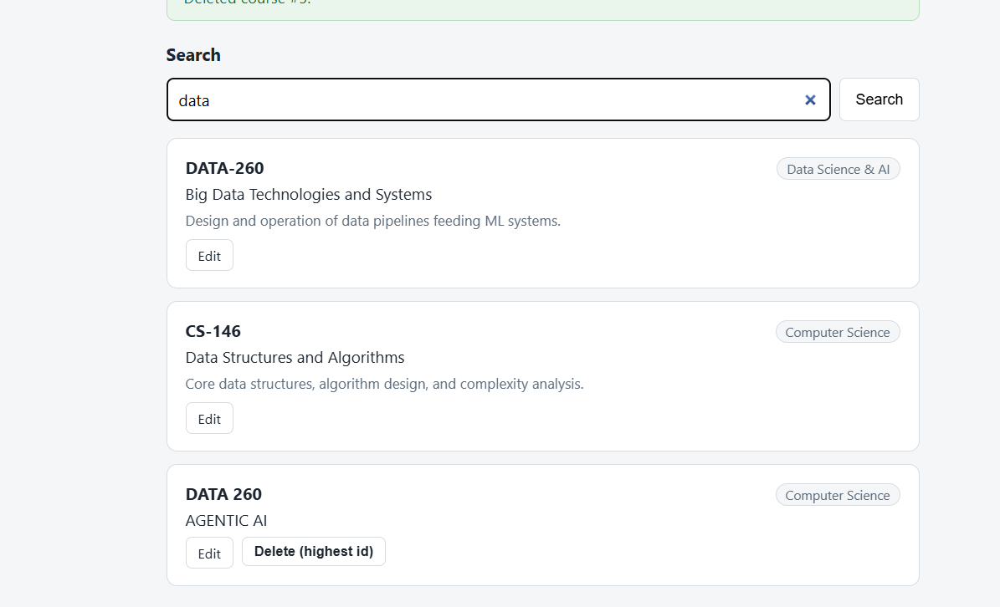 Deleted course #5.
Search
data × Search
DATA-260 Data Science & AI
Big Data Technologies and Systems
Design and operation of data pipelines feeding ML systems.
Edit
CS-146 Computer Science
Data Structures and Algorithms
Core data structures, algorithm design, and complexity analysis.
Edit
DATA 260 Computer Science
AGENTIC AI
Edit Delete (highest id)